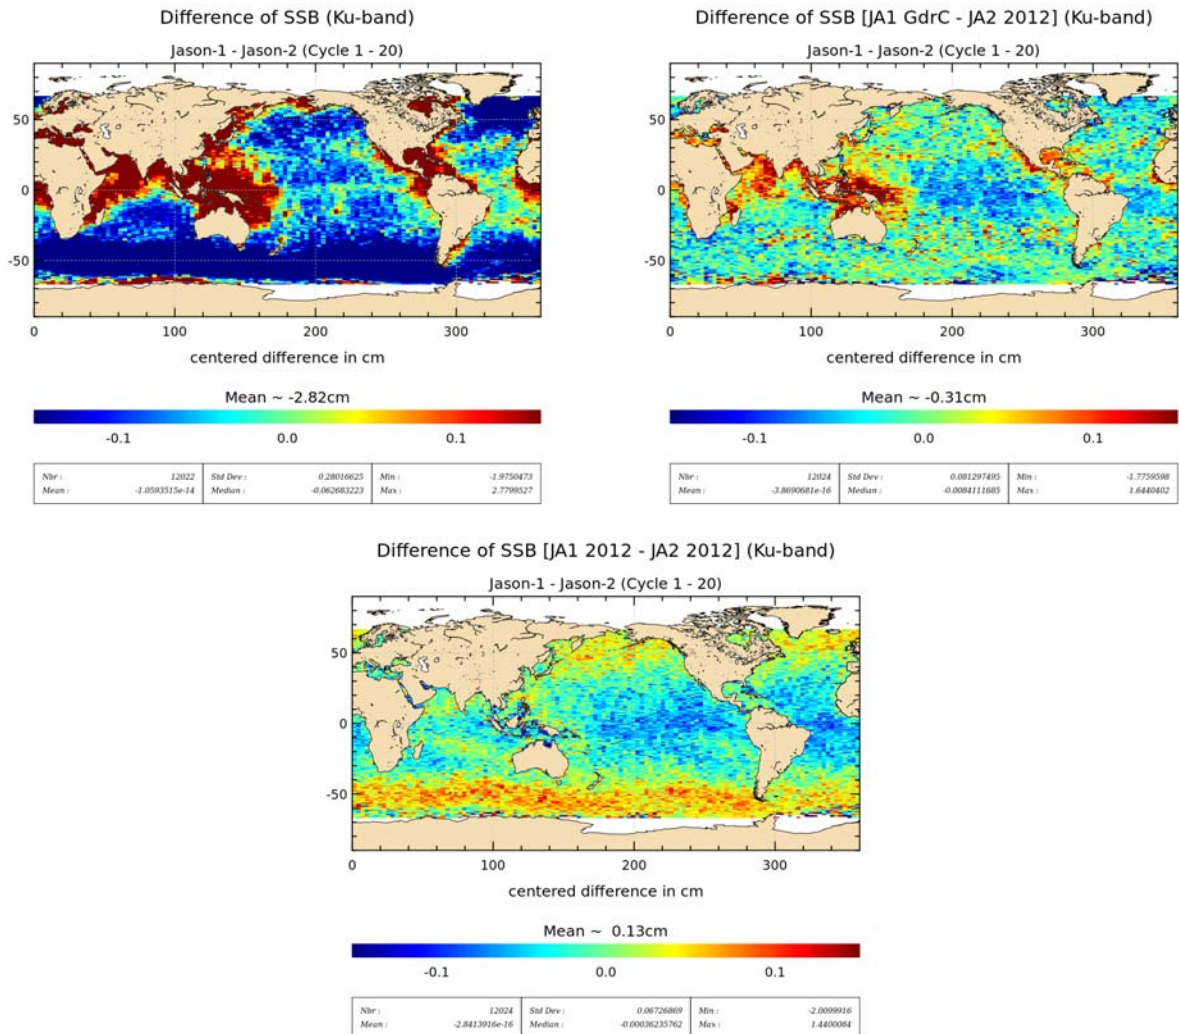 Difference of SSB (Ku-band)
Jason-1 - Jason-2 (Cycle 1 - 20)
50
0
-50
0 100 200 300
centered difference in cm
Mean ~ -2.82cm
-0.1 0.0 0.1
Nbr : 12022 Std Dev : 0.28016625 Min : -1.9750473
Mean : -1.0593515e-14 Median : -0.062683223 Max : 2.7799527
Difference of SSB [JA1 GdrC - JA2 2012] (Ku-band)
Jason-1 - Jason-2 (Cycle 1 - 20)
50
0
-50
0 100 200 300
centered difference in cm
Mean ~ -0.31cm
-0.1 0.0 0.1
Nbr : 12024 Std Dev : 0.081297495 Min : -1.7759598
Mean : -3.8690681e-16 Median : -0.0084111685 Max : 1.6440402
Difference of SSB [JA1 2012 - JA2 2012] (Ku-band)
Jason-1 - Jason-2 (Cycle 1 - 20)
50
0
-50
0 100 200 300
centered difference in cm
Mean ~ 0.13cm
-0.1 0.0 0.1
Nbr : 12024 Std Dev : 0.06726869 Min : -2.0099916
Mean : -2.8413916e-16 Median : -0.00036235762 Max : 1.4400084